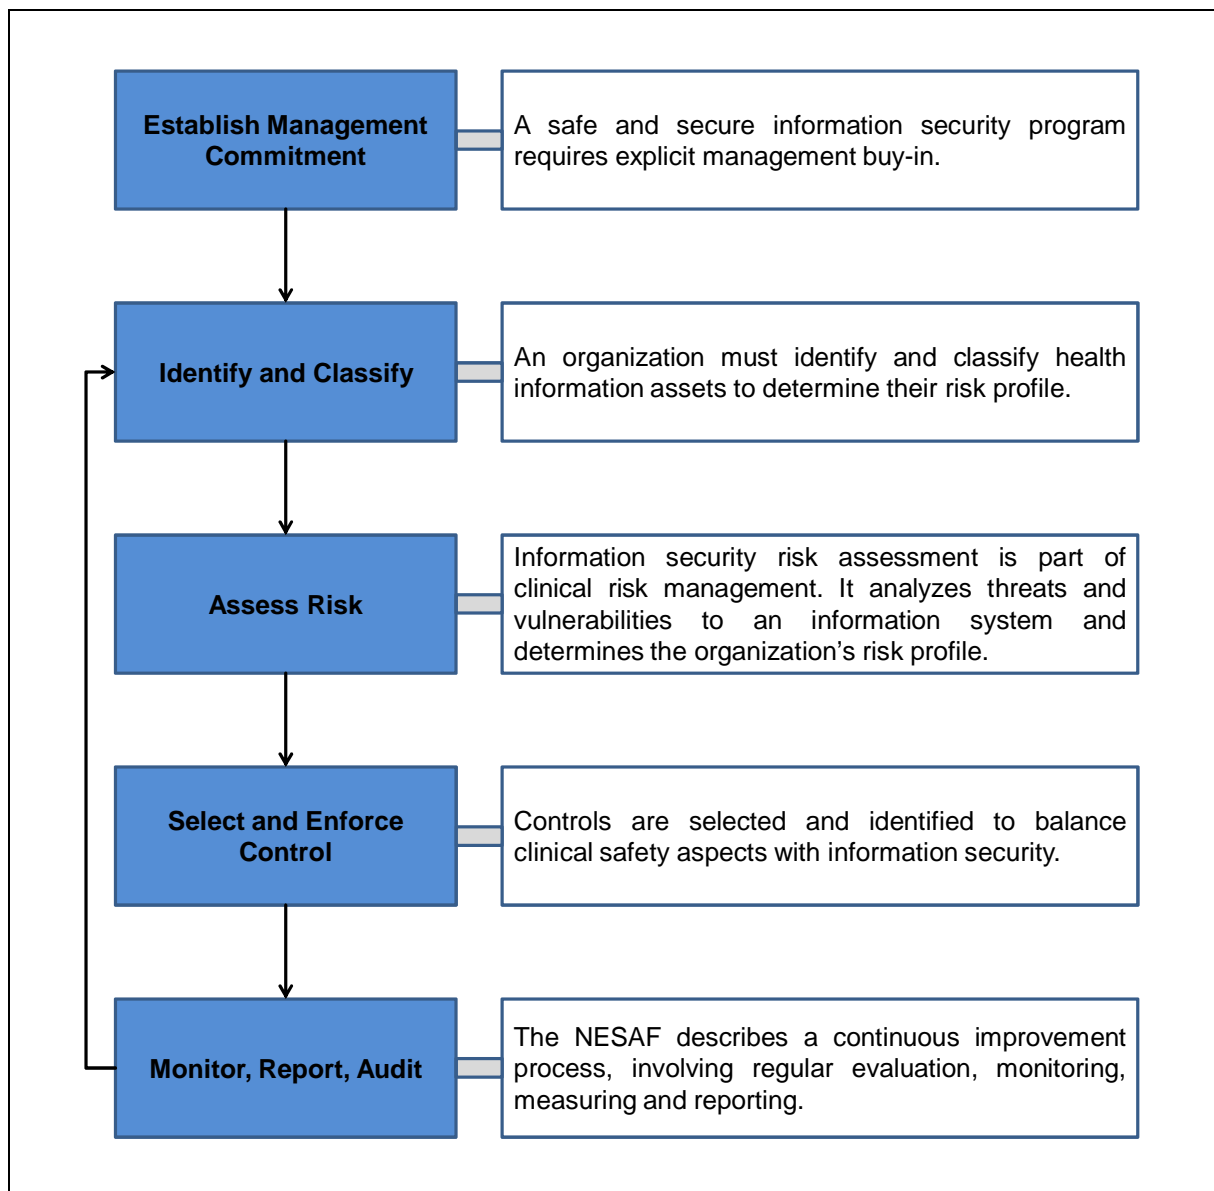 Establish Management
Commitment
A safe and secure information security program
requires explicit management buy-in.
Identify and Classify
An organization must identify and classify health
information assets to determine their risk profile.
Assess Risk
Information security risk assessment is part of
clinical risk management. It analyzes threats and
vulnerabilities to an information system and
determines the organization’s risk profile.
Select and Enforce
Control
Controls are selected and identified to balance
clinical safety aspects with information security.
Monitor, Report, Audit
The NESAF describes a continuous improvement
process, involving regular evaluation, monitoring,
measuring and reporting.